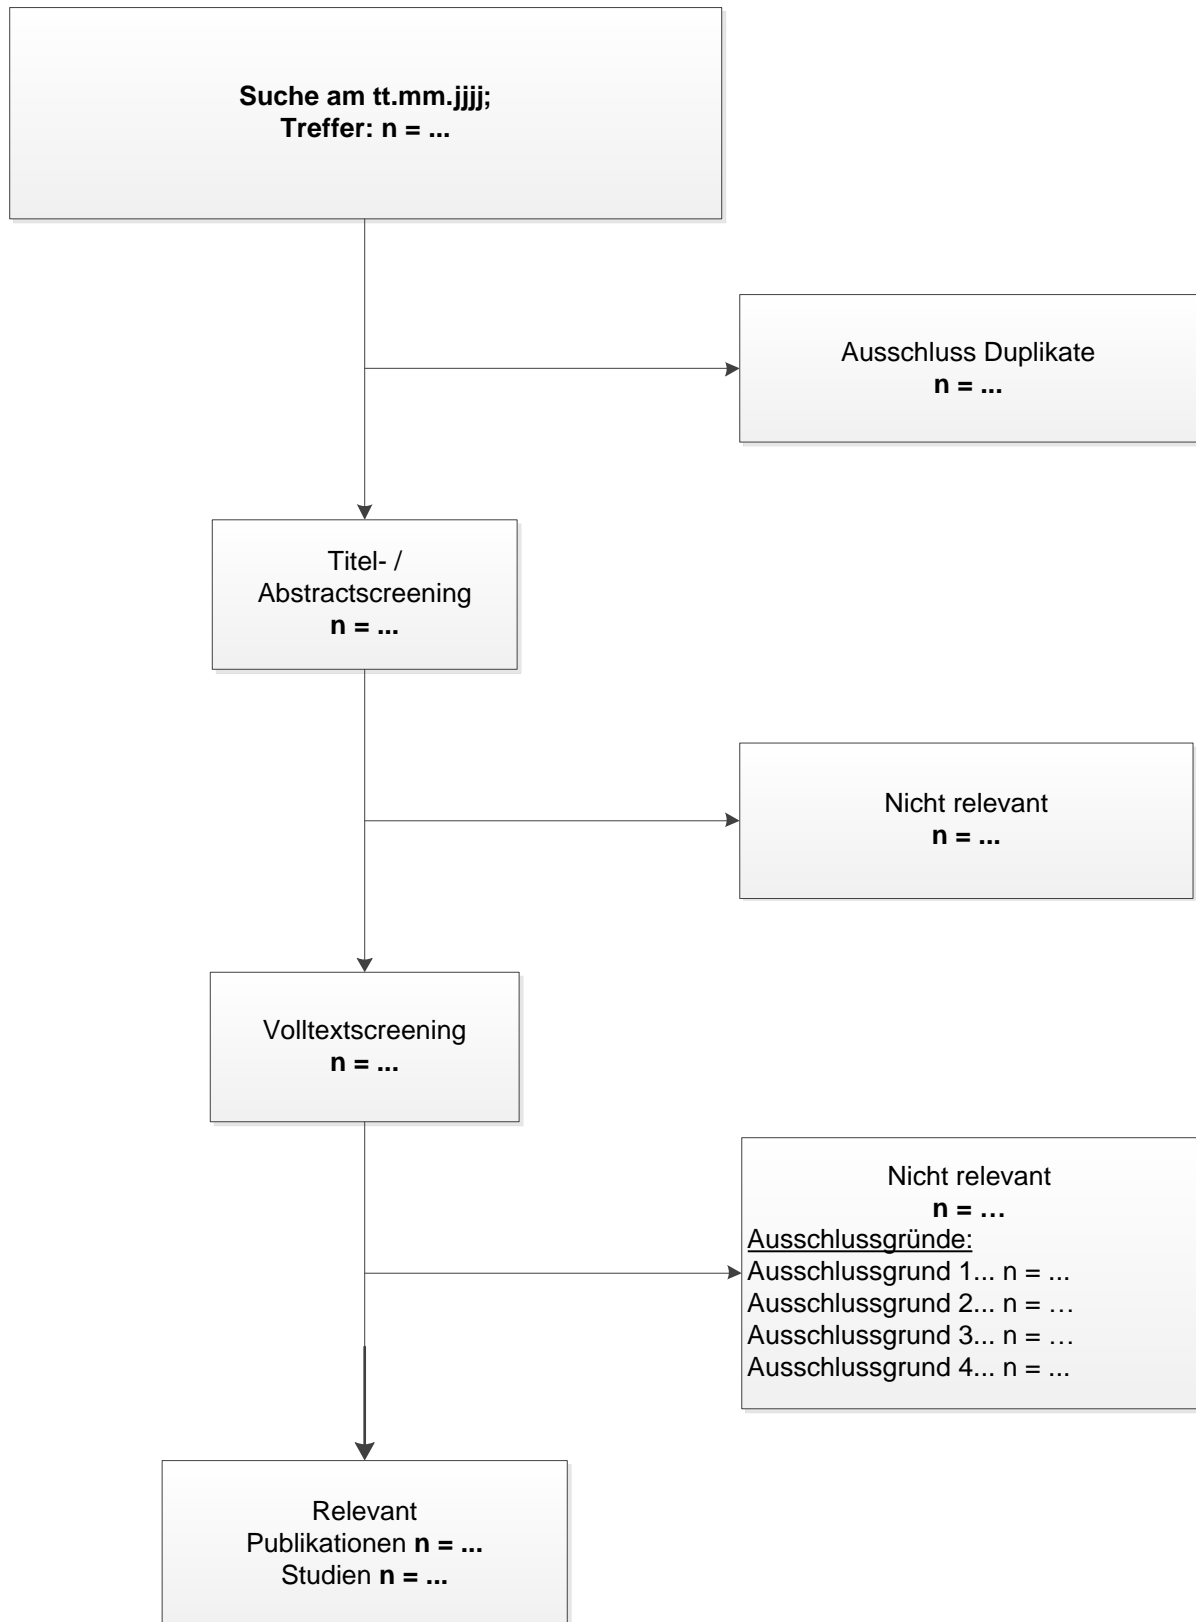 Suche am tt.mm.jjjj;
Treffer: n = ...
Ausschluss Duplikate
n = ...
Titel- /
Abstractscreening
n = ...
Nicht relevant
n = ...
Volltextscreening
n = ...
Nicht relevant
n = …
Ausschlussgründe:
Ausschlussgrund 1... n = ...
Ausschlussgrund 2... n = …
Ausschlussgrund 3... n = …
Ausschlussgrund 4... n = ...
Relevant
Publikationen n = ...
Studien n = ...